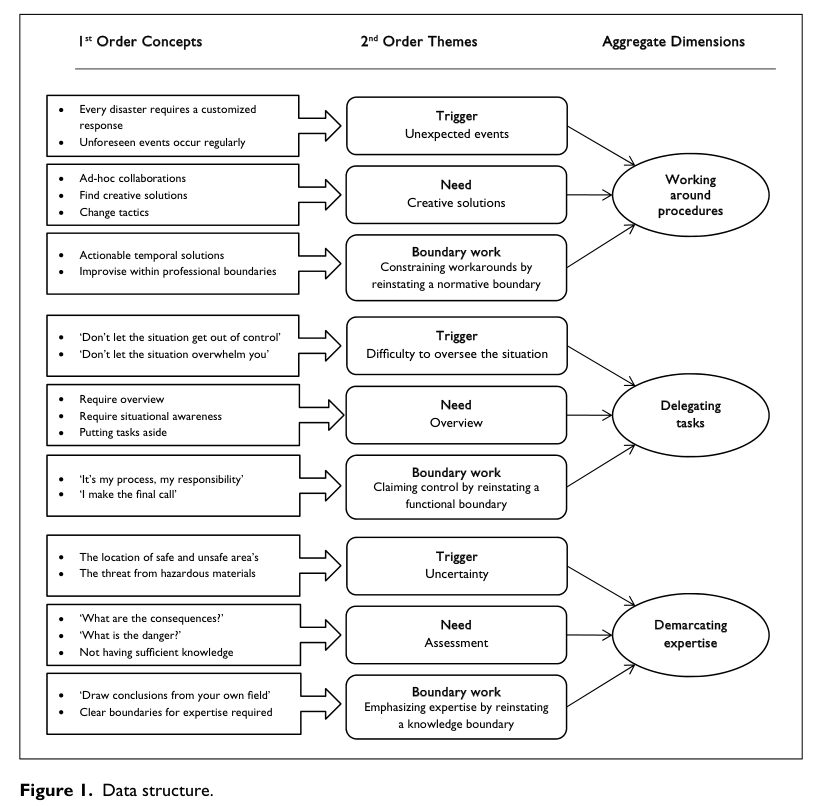 1st Order Concepts
2nd Order Themes
Aggregate Dimensions
• Every disaster requires a customized
response
• Unforeseen events occur regularly
Trigger
Unexpected events
• Ad-hoc collaborations
• Find creative solutions
• Change tactics
Need
Creative solutions
• Actionable temporal solutions
• Improvise within professional boundaries
Boundary work
Constraining workarounds by
reinstating a normative boundary
Working
around
procedures
• ‘Don’t let the situation get out of control’
• ‘Don’t let the situation overwhelm you’
Trigger
Difficulty to oversee the situation
• Require overview
• Require situational awareness
• Putting tasks aside
Need
Overview
• ‘It’s my process, my responsibility’
• ‘I make the final call’
Boundary work
Claiming control by reinstating a
functional boundary
Delegating
tasks
• The location of safe and unsafe area’s
• The threat from hazardous materials
Trigger
Uncertainty
• ‘What are the consequences?’
• ‘What is the danger?’
• Not having sufficient knowledge
Need
Assessment
• ‘Draw conclusions from your own field’
• Clear boundaries for expertise required
Boundary work
Emphasizing expertise by reinstating
a knowledge boundary
Demarcating
expertise
Figure 1. Data structure.